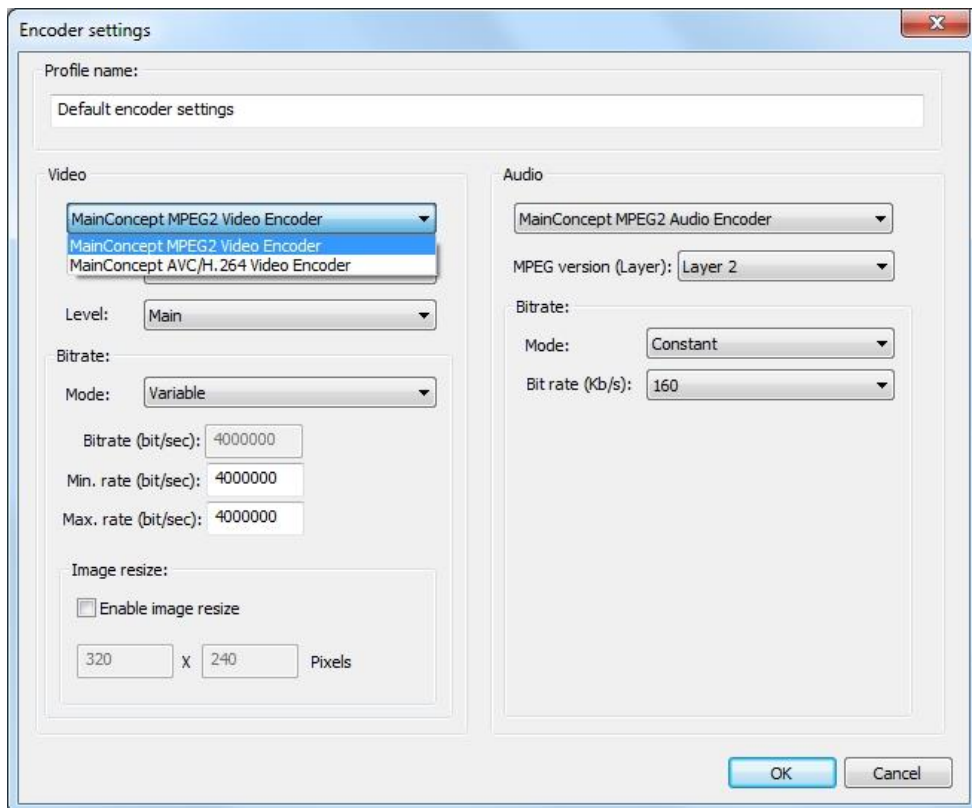 Encoder settings
Profile name:
Default encoder settings
Video
MainConcept MPEG2 Video Encoder
MainConcept MPEG2 Video Encoder
MainConcept AVC/H.264 Video Encoder
Level: Main
Bitrate:
Mode: Variable
Bitrate (bit/sec): 4000000
Min. rate (bit/sec): 4000000
Max. rate (bit/sec): 4000000
Image resize:
Enable image resize
320 X 240 Pixels
Audio
MainConcept MPEG2 Audio Encoder
MPEG version (Layer): Layer 2
Bitrate:
Mode: Constant
Bit rate (Kb/s): 160
OK Cancel